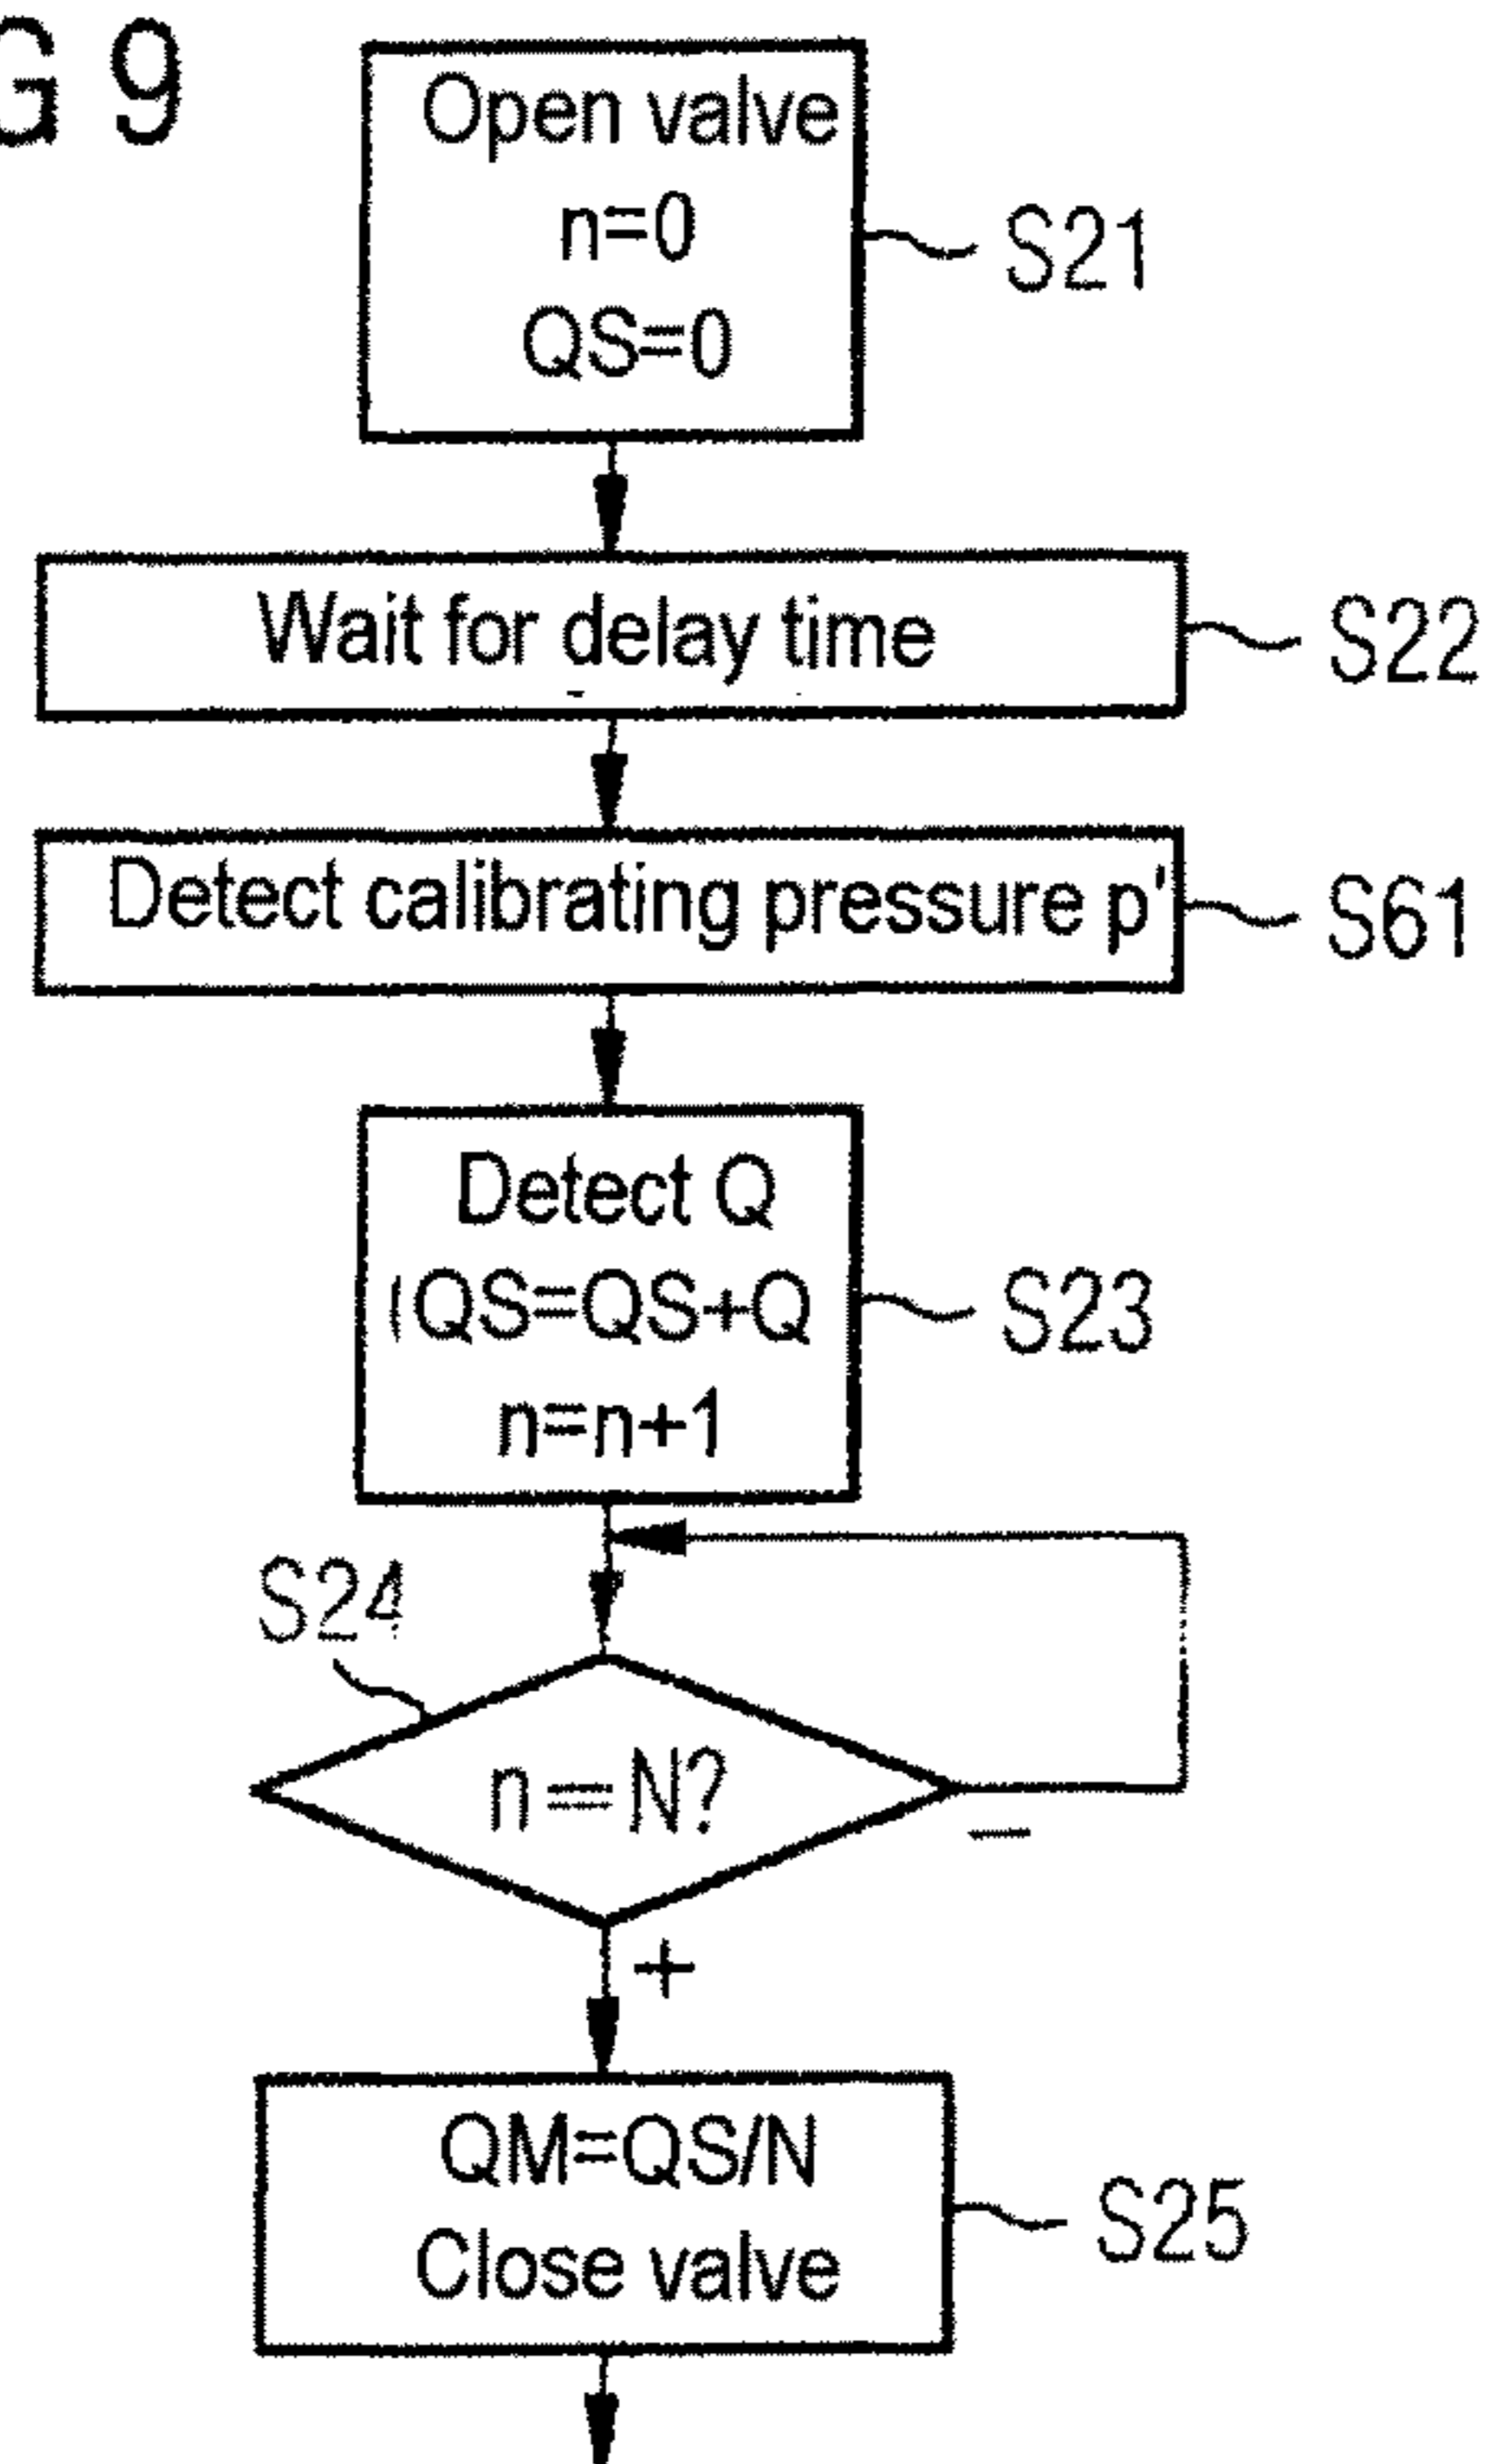 G 9
Open valve
n=0
QS=0
S21
Wait for delay time
S22
Detect calibrating pressure p'
S61
Detect Q
QS=QS+Q
n=n+1
S23
S24
n=N?
–
+
QM=QS/N
Close valve
S25